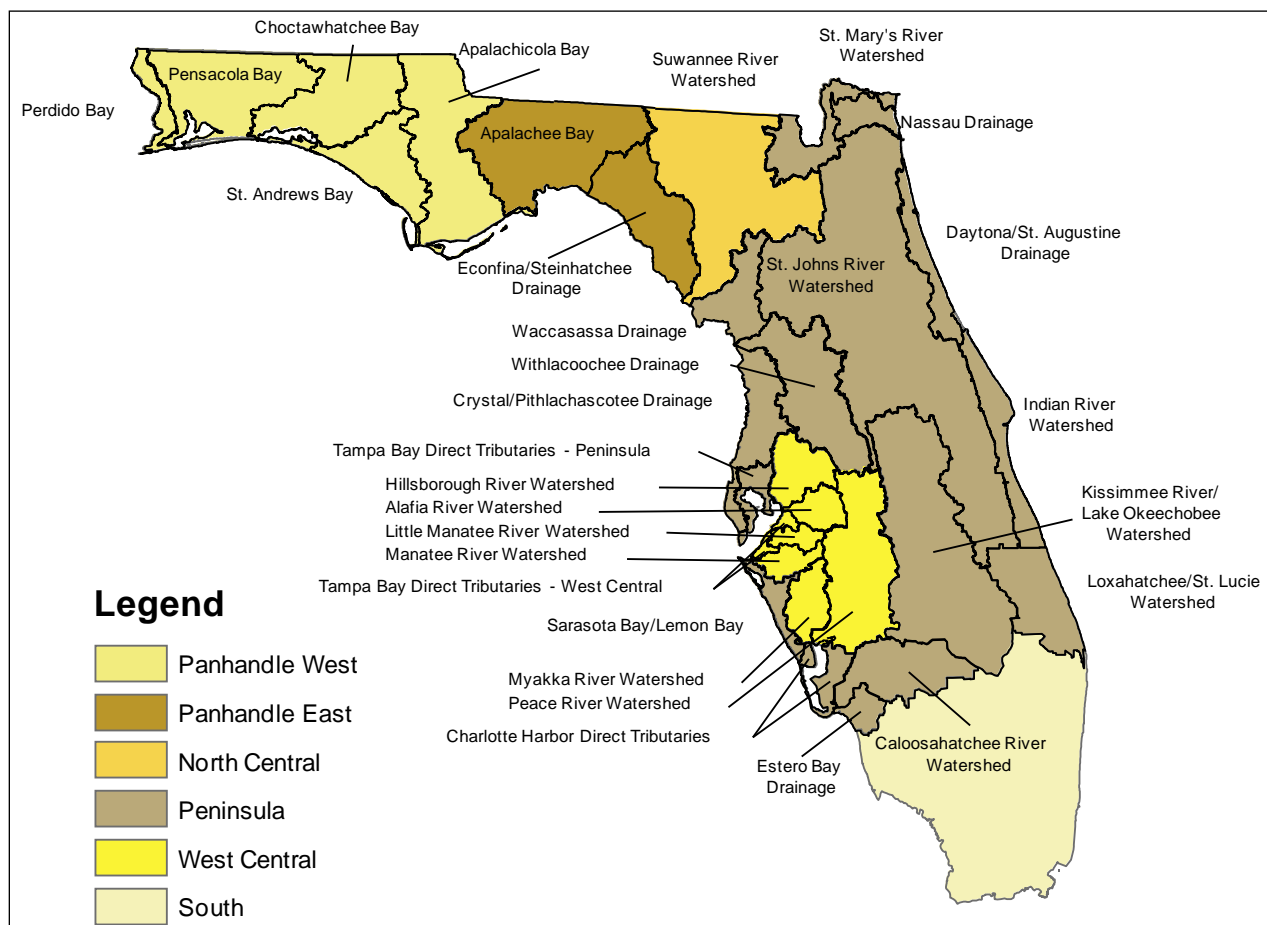 Choctawhatchee Bay
Apalachicola Bay
Pensacola Bay
Perdido Bay
St. Andrews Bay
Apalachee Bay
Suwannee River
Watershed
St. Mary's River
Watershed
Nassau Drainage
Econfina/Steinhatchee
Drainage
St. Johns River
Watershed
Daytona/St. Augustine
Drainage
Waccasassa Drainage
Withlacoochee Drainage
Crystal/Pithlachascotee Drainage
Indian River
Watershed
Tampa Bay Direct Tributaries - Peninsula
Hillsborough River Watershed
Alafia River Watershed
Little Manatee River Watershed
Manatee River Watershed
Tampa Bay Direct Tributaries - West Central
Kissimmee River/
Lake Okeechobee
Watershed
Loxahatchee/St. Lucie
Watershed
Sarasota Bay/Lemon Bay
Myakka River Watershed
Peace River Watershed
Charlotte Harbor Direct Tributaries
Estero Bay
Drainage
Caloosahatchee River
Watershed
Legend
Panhandle West
Panhandle East
North Central
Peninsula
West Central
South